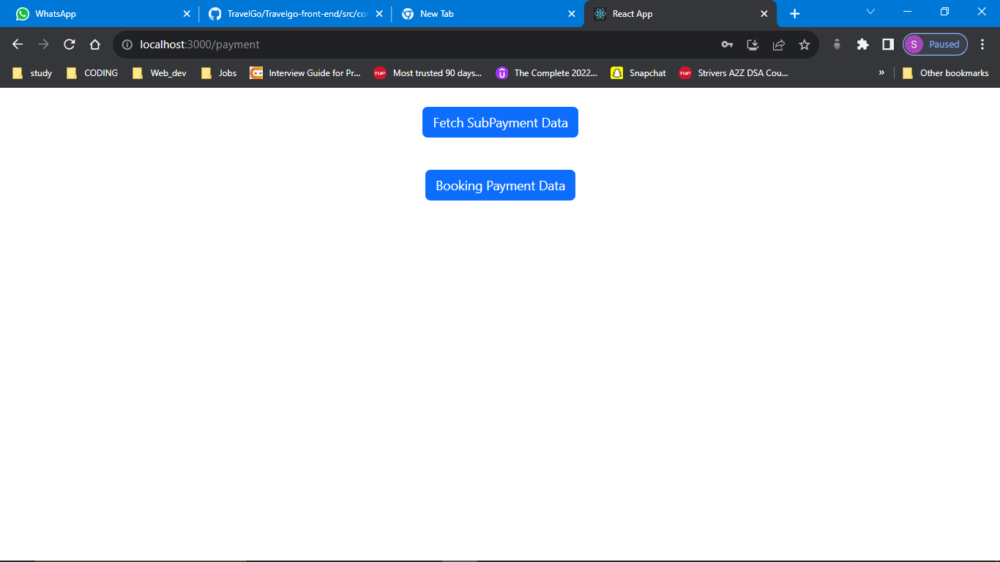 WhatsApp
TravelGo/Travelgo-front-end/src/co
New Tab
React App
localhost:3000/payment
S Paused
study
CODING
Web_dev
Jobs
Interview Guide for Pr...
TUF Most trusted 90 days...
The Complete 2022...
Snapchat
TUF Strivers A2Z DSA Cou...
»
Other bookmarks
Fetch SubPayment Data
Booking Payment Data